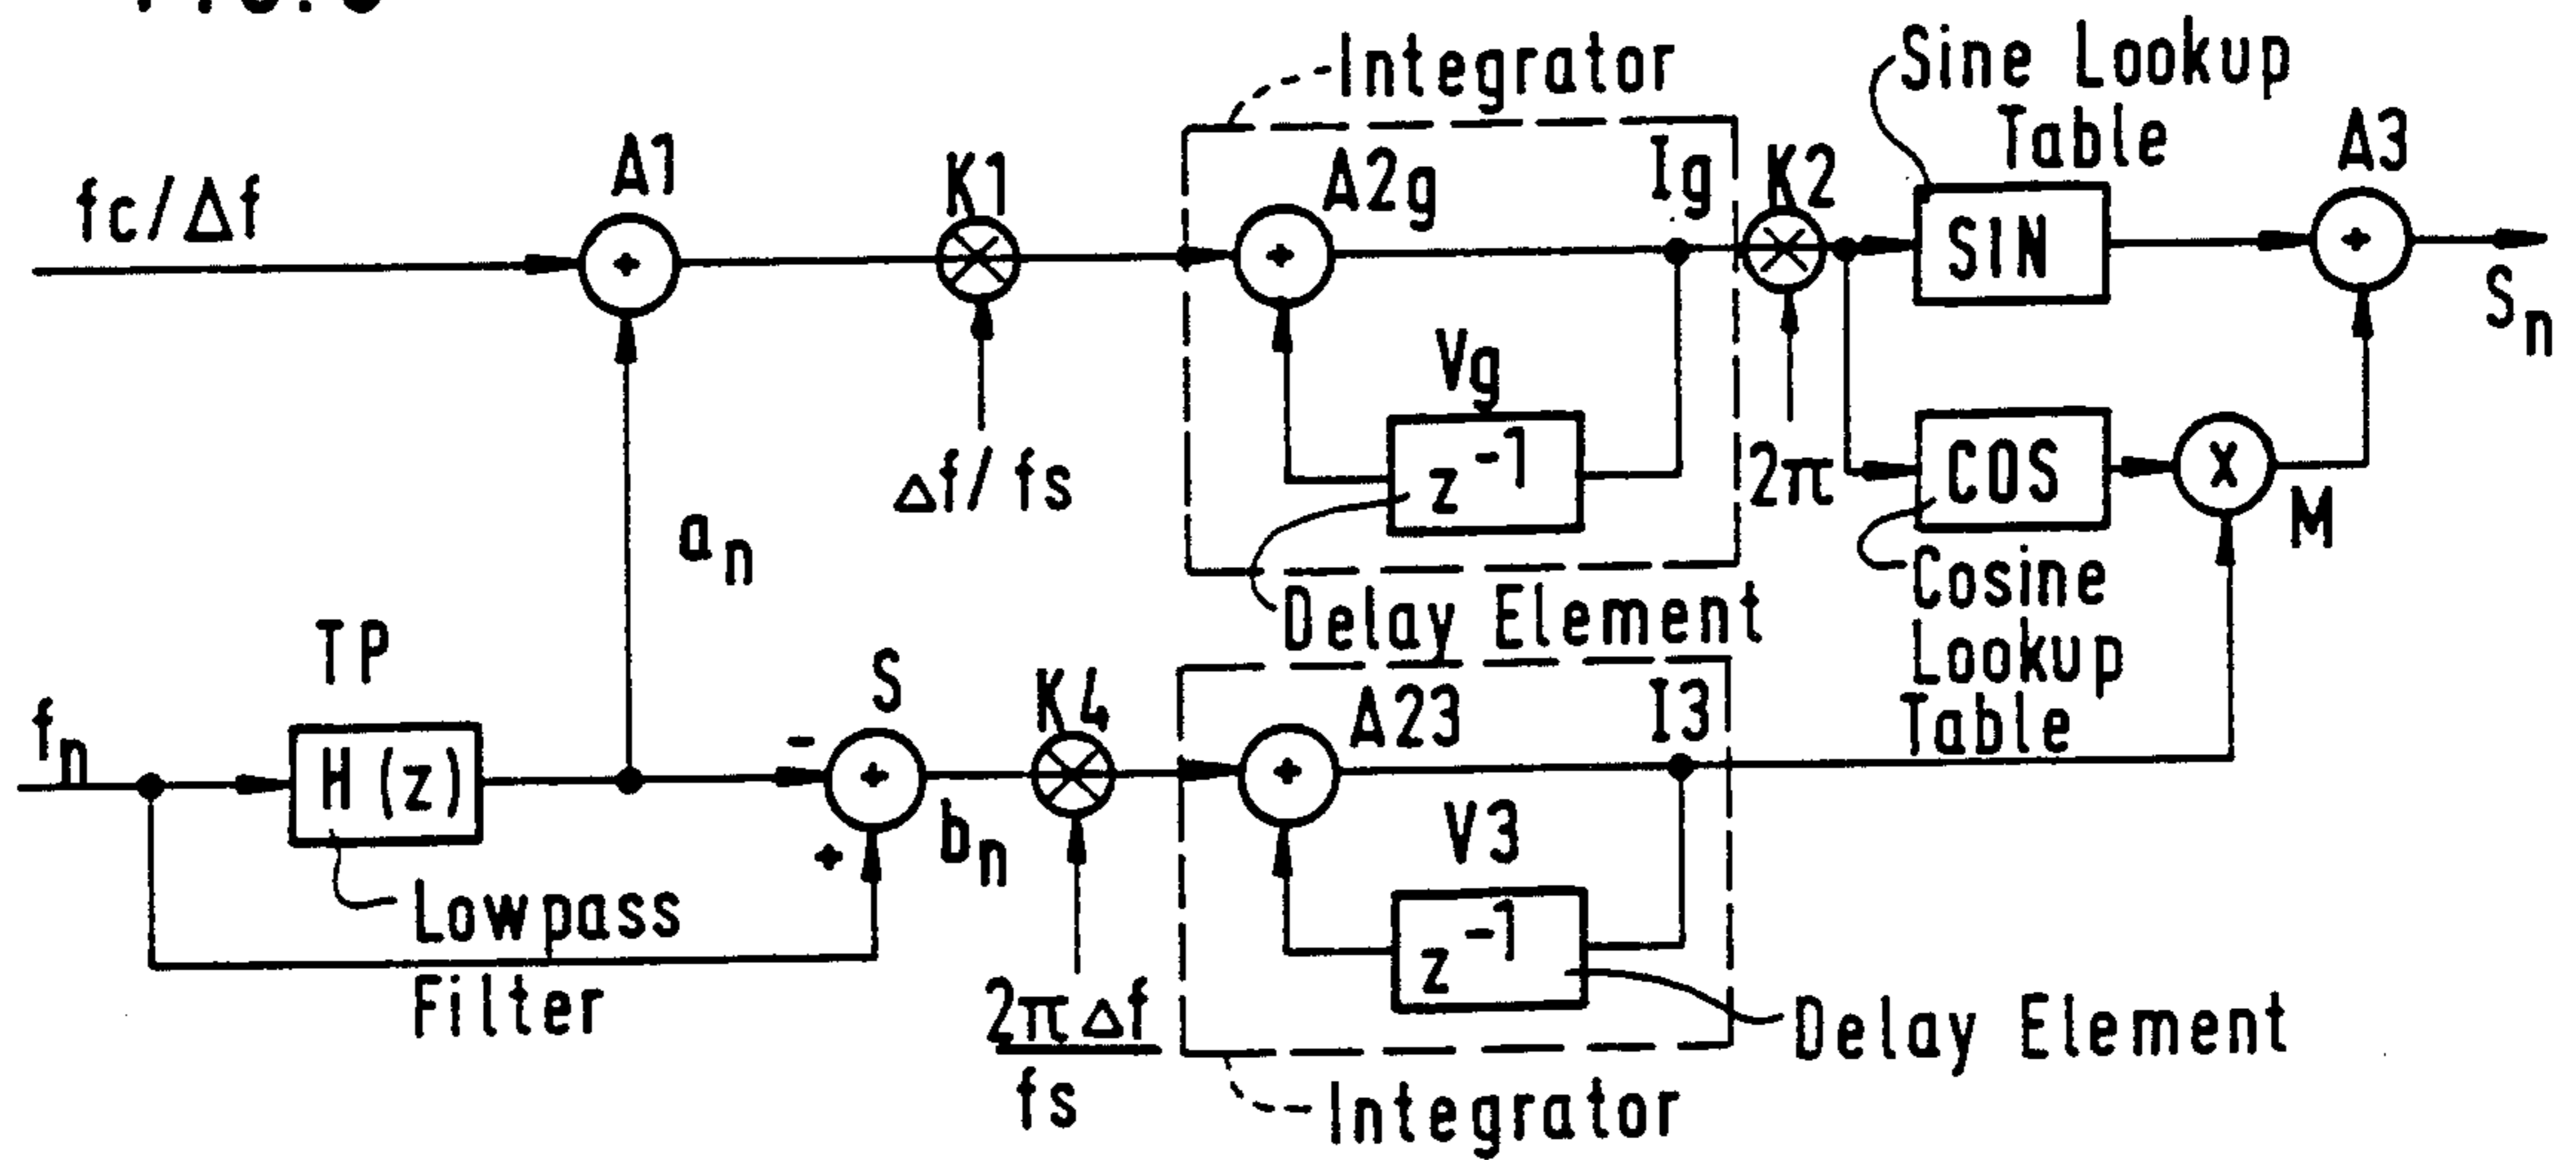 Integrator
Sine Lookup
Table
fc/Δf
A1
K1
A2g
Ig
K2
SIN
A3
+
+
+
Sn
Vg
z⁻¹
Δf/fs
2π
COS
X
M
an
Delay Element
Cosine
Lookup
Table
TP
fn
H(z)
S
-
+
+
bn
K4
A23
I3
+
V3
z⁻¹
Lowpass
Filter
2πΔf
fs
Delay Element
Integrator